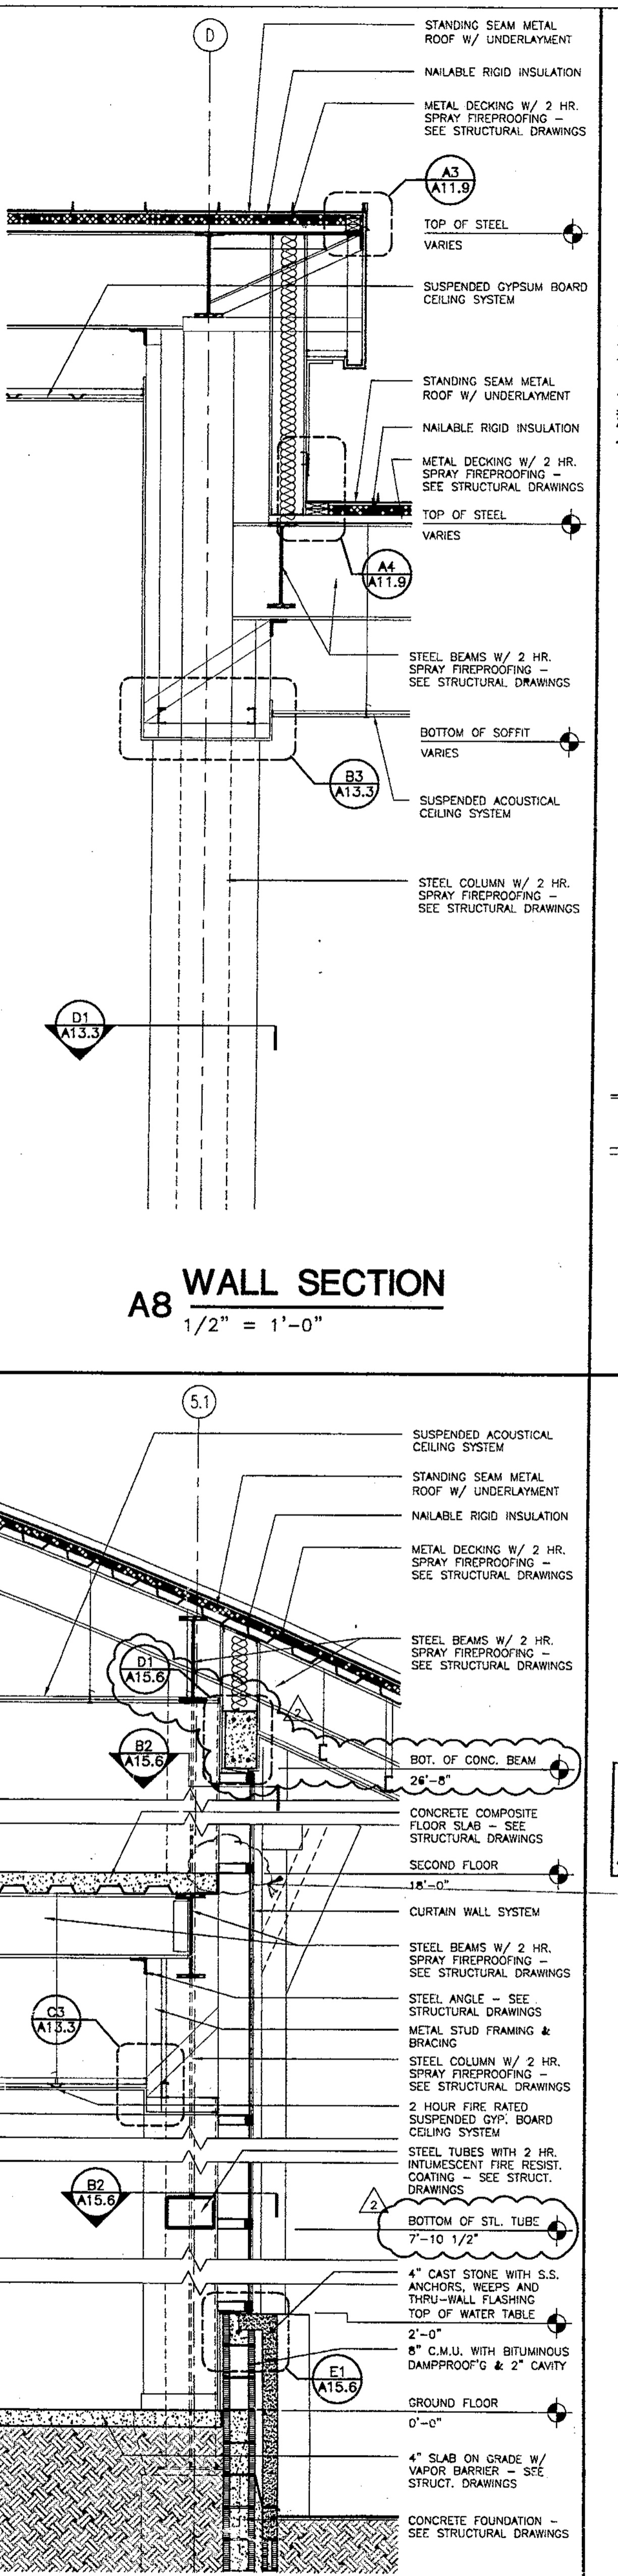 D
STANDING SEAM METAL
ROOF W/ UNDERLAYMENT
NAILABLE RIGID INSULATION
METAL DECKING W/ 2 HR.
SPRAY FIREPROOFING –
SEE STRUCTURAL DRAWINGS
A3
A11.9
TOP OF STEEL
VARIES
SUSPENDED GYPSUM BOARD
CEILING SYSTEM
STANDING SEAM METAL
ROOF W/ UNDERLAYMENT
NAILABLE RIGID INSULATION
METAL DECKING W/ 2 HR.
SPRAY FIREPROOFING –
SEE STRUCTURAL DRAWINGS
TOP OF STEEL
VARIES
A4
A11.9
STEEL BEAMS W/ 2 HR.
SPRAY FIREPROOFING –
SEE STRUCTURAL DRAWINGS
BOTTOM OF SOFFIT
VARIES
B3
A13.3
SUSPENDED ACOUSTICAL
CEILING SYSTEM
STEEL COLUMN W/ 2 HR.
SPRAY FIREPROOFING –
SEE STRUCTURAL DRAWINGS
D1
A13.3
A8 WALL SECTION
1/2" = 1'-0"
5.1
SUSPENDED ACOUSTICAL
CEILING SYSTEM
STANDING SEAM METAL
ROOF W/ UNDERLAYMENT
NAILABLE RIGID INSULATION
METAL DECKING W/ 2 HR.
SPRAY FIREPROOFING –
SEE STRUCTURAL DRAWINGS
STEEL BEAMS W/ 2 HR.
SPRAY FIREPROOFING –
SEE STRUCTURAL DRAWINGS
D1
A15.6
2
B2
A15.6
BOT. OF CONC. BEAM
26'-8"
CONCRETE COMPOSITE
FLOOR SLAB – SEE
STRUCTURAL DRAWINGS
SECOND FLOOR
18'-0"
CURTAIN WALL SYSTEM
STEEL BEAMS W/ 2 HR.
SPRAY FIREPROOFING –
SEE STRUCTURAL DRAWINGS
STEEL ANGLE – SEE
STRUCTURAL DRAWINGS
C3
A13.3
METAL STUD FRAMING &
BRACING
STEEL COLUMN W/ 2 HR.
SPRAY FIREPROOFING –
SEE STRUCTURAL DRAWINGS
2 HOUR FIRE RATED
SUSPENDED GYP. BOARD
CEILING SYSTEM
STEEL TUBES WITH 2 HR.
INTUMESCENT FIRE RESIST.
COATING – SEE STRUCT.
DRAWINGS
B2
A15.6
2
BOTTOM OF STL. TUBE
7'-10 1/2"
4" CAST STONE WITH S.S.
ANCHORS, WEEPS AND
THRU-WALL FLASHING
TOP OF WATER TABLE
2'-0"
8" C.M.U. WITH BITUMINOUS
DAMPPROOF'G & 2" CAVITY
E1
A15.6
GROUND FLOOR
0'-0"
4" SLAB ON GRADE W/
VAPOR BARRIER – SEE
STRUCT. DRAWINGS
CONCRETE FOUNDATION –
SEE STRUCTURAL DRAWINGS